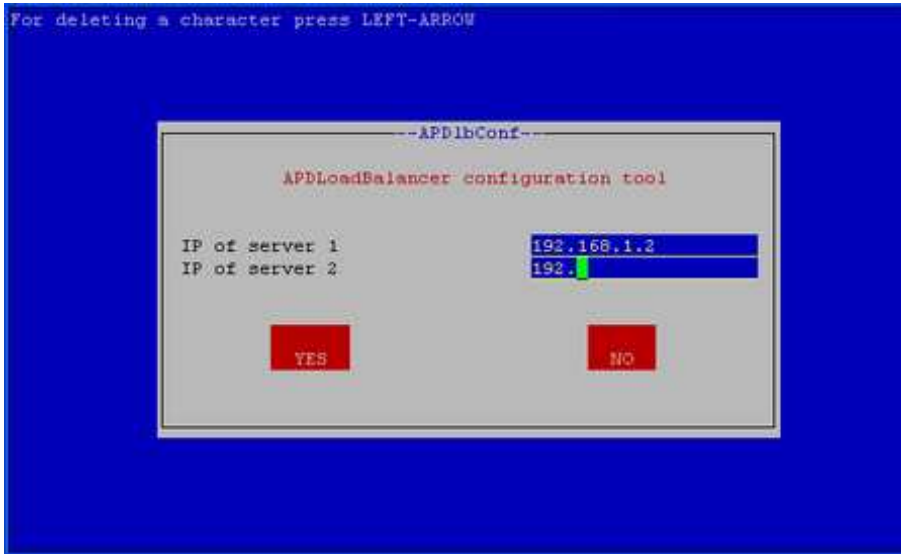 For deleting a character press LEFT-ARROW
---APDlbConf---
APDLoadBalancer configuration tool
IP of server 1 192.168.1.2
IP of server 2 192.
YES NO